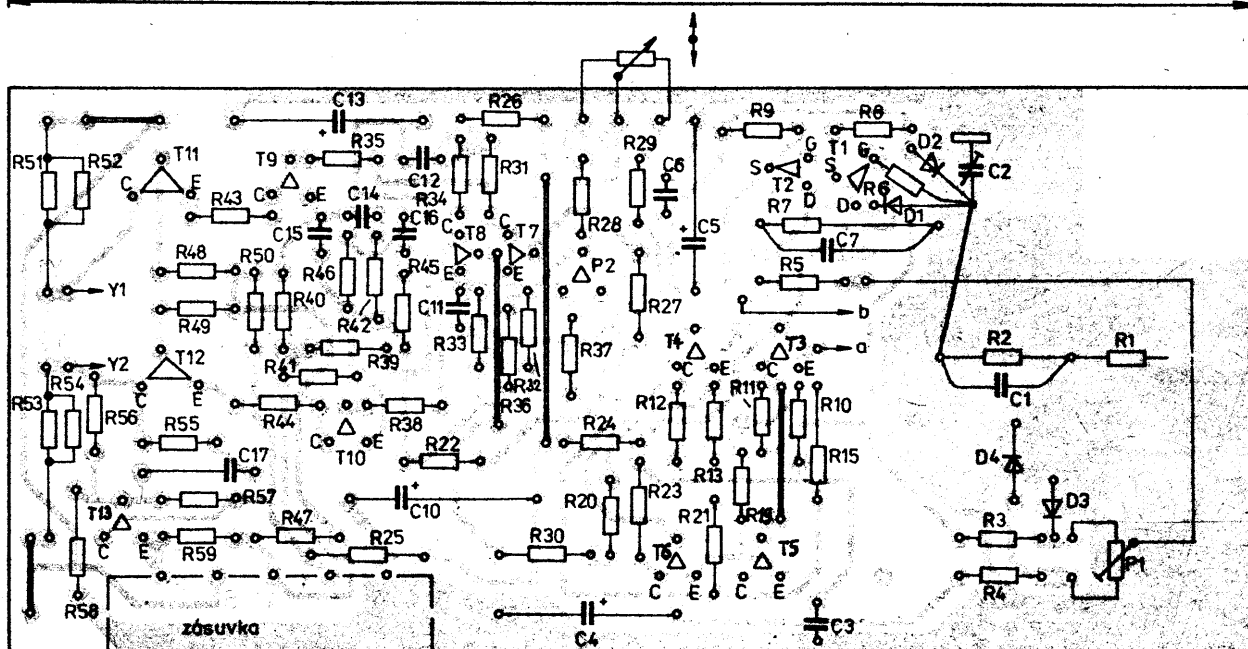 C13
R26
R9
R8
D2
R51
R52
T11
T9
R35
C12
R31
R29
C6
G
T1
G
C2
S
T2
S
C
E
R43
C
E
C14
R34
C16
R28
D
D
R6
D1
C15
C
T8
T7
C5
R7
C7
R48
R50
R46
R45
E
E
P2
R5
Y1
R40
C11
R27
b
R49
R42
R33
R37
T4
T3
a
R2
R1
T12
R39
Y2
R41
R32
C
E
C
E
C1
R54
R53
R56
C
E
R44
R38
R36
R12
R11
R10
R55
C
T10
E
R24
C17
R22
R13
R15
D4
R57
C10
R20
R23
R21
D3
T13
R47
R3
C
E
R59
R25
R30
T6
T5
P1
R58
C
E
C
E
R4
zásuvka
C4
C3